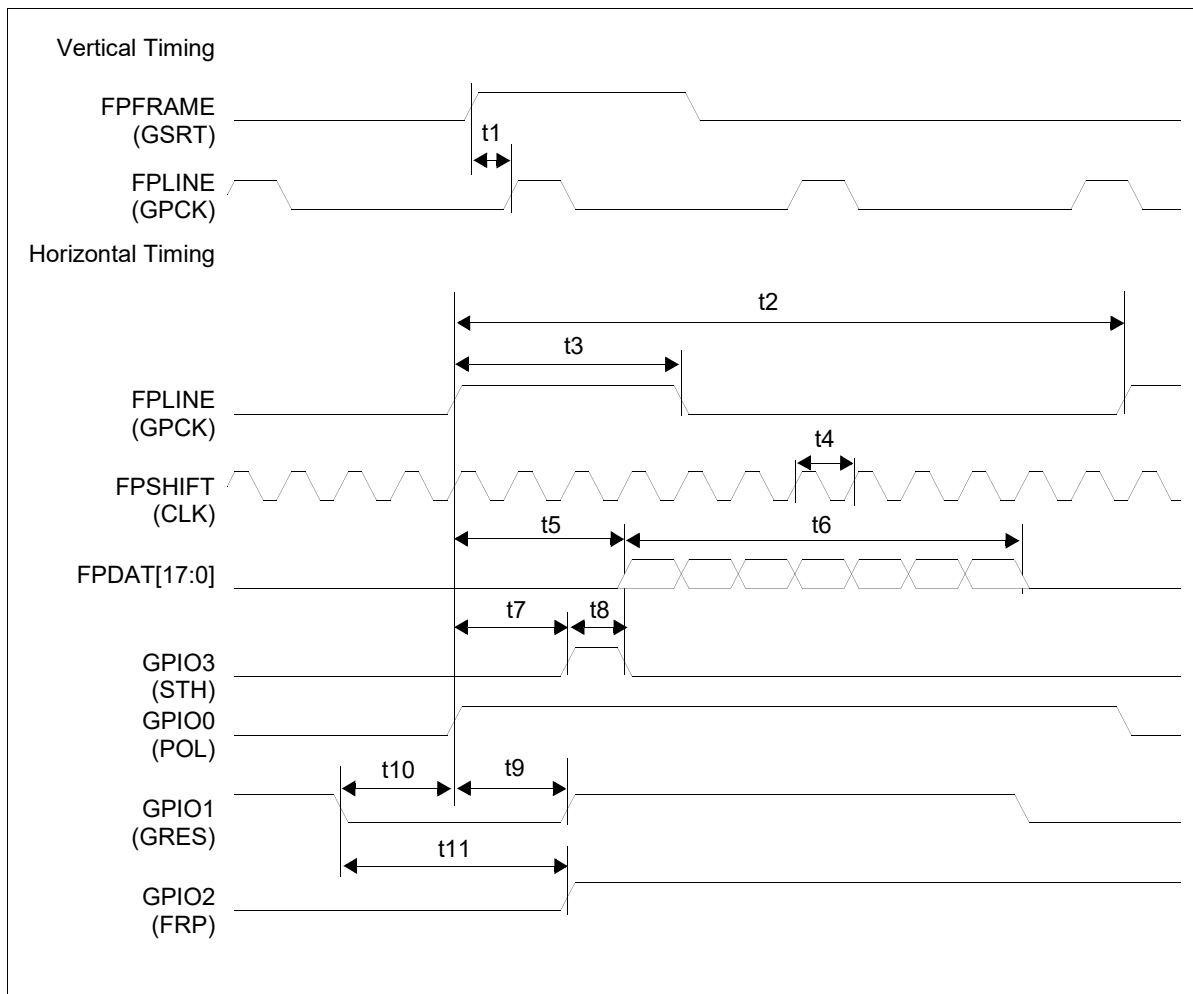 Vertical Timing
FPFRAME
(GSRT)
t1
FPLINE
(GPCK)
Horizontal Timing
t2
t3
FPLINE
(GPCK)
t4
FPSHIFT
(CLK)
t5
t6
FPDAT[17:0]
t7
t8
GPIO3
(STH)
GPIO0
(POL)
t10
t9
GPIO1
(GRES)
t11
GPIO2
(FRP)